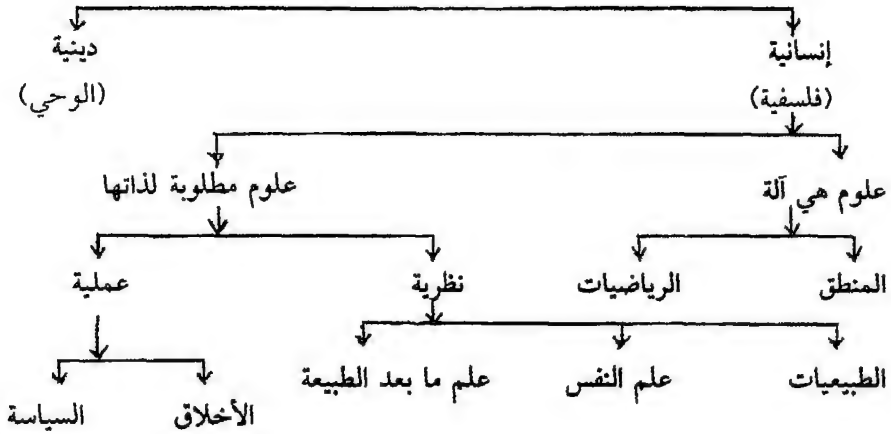 إنسانية دينية
(فلسفية) (الوحي)
علوم هي آلة علوم مطلوبة لذاتها
المنطق الرياضيات نظرية عملية
الطبيعيات علم النفس علم ما بعد الطبيعة
الأخلاق السياسة